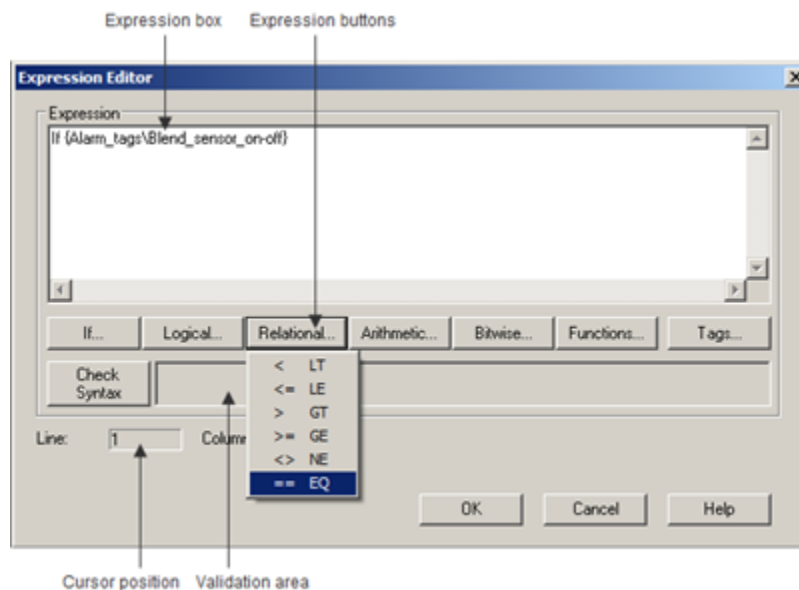 Expression box Expression buttons
Expression Editor
Expression
If {Alarm_tags\Blend_sensor_on-off}
If... Logical... Relational... Arithmetic... Bitwise... Functions... Tags...
Check Syntax
< LT
<= LE
> GT
>= GE
<> NE
== EQ
Line: 1 Column
OK Cancel Help
Cursor position Validation area